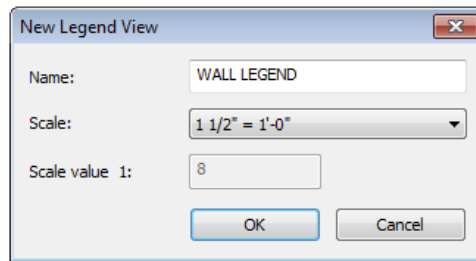 New Legend View
Name: WALL LEGEND
Scale: 1 1/2" = 1'-0"
Scale value 1: 8
OK Cancel